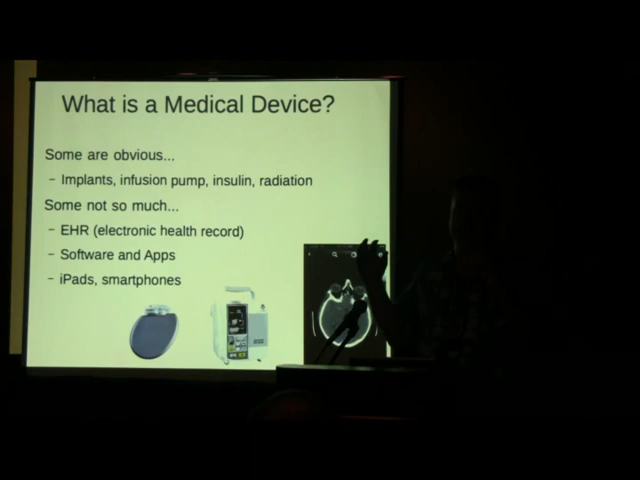 What is a Medical Device?
Some are obvious...
– Implants, infusion pump, insulin, radiation
Some not so much...
– EHR (electronic health record)
– Software and Apps
– iPads, smartphones